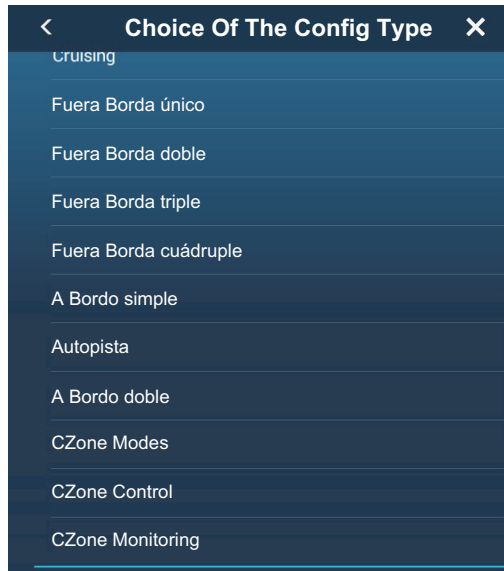 Choice Of The Config Type
Cruising
Fuera Borda único
Fuera Borda doble
Fuera Borda triple
Fuera Borda cuádruple
A Bordo simple
Autopista
A Bordo doble
CZone Modes
CZone Control
CZone Monitoring